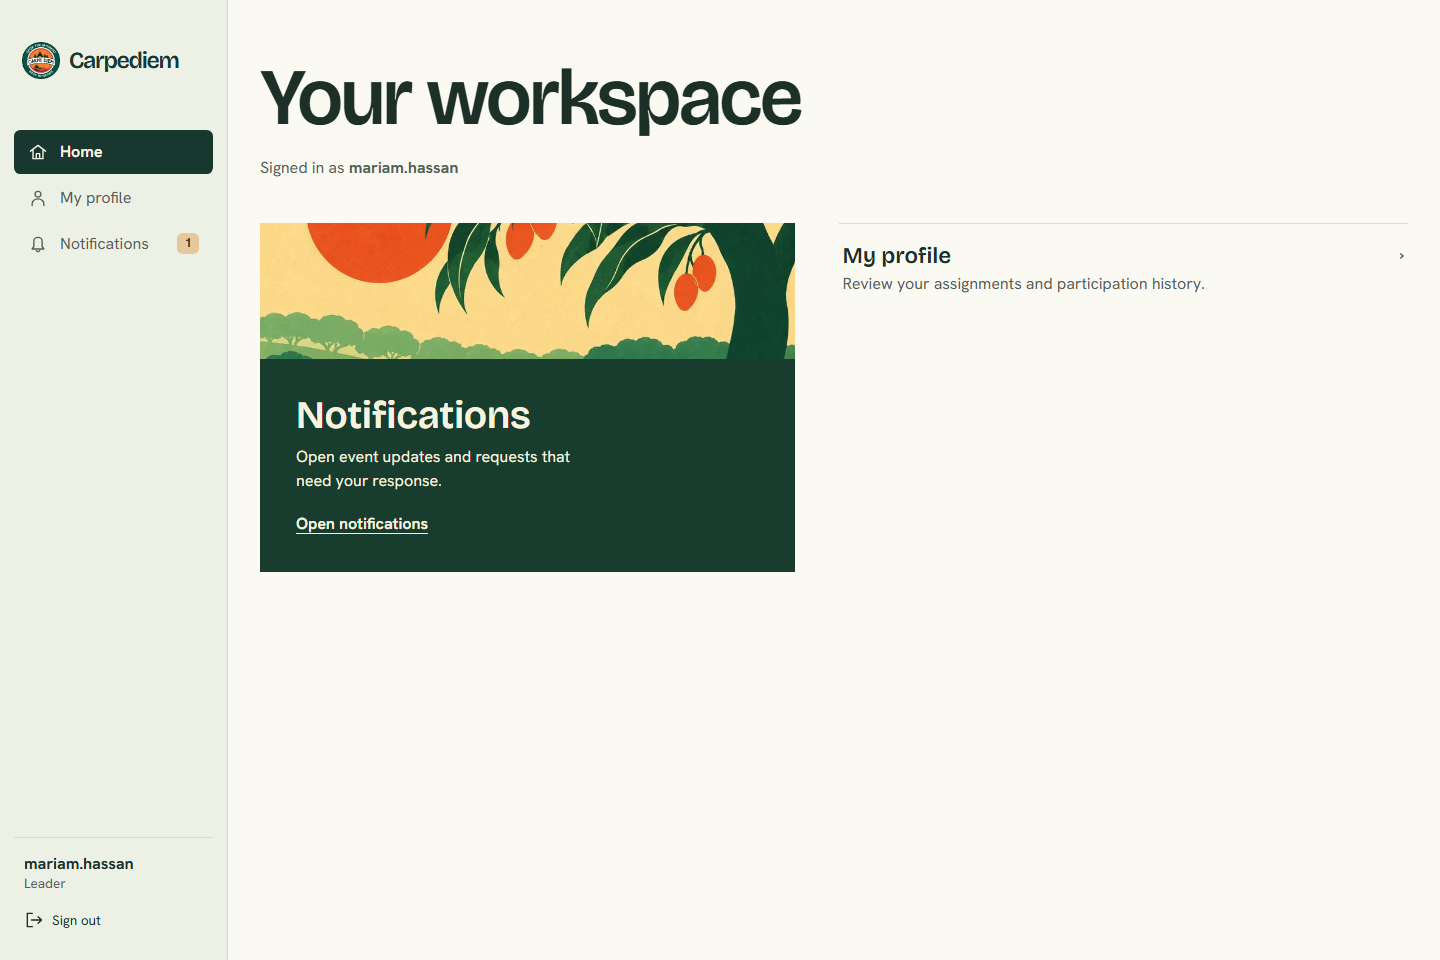 Carpediem
Home
My profile
Notifications 1
mariam.hassan
Leader
Sign out
Your workspace
Signed in as mariam.hassan
Notifications
Open event updates and requests that
need your response.
Open notifications
My profile
Review your assignments and participation history.